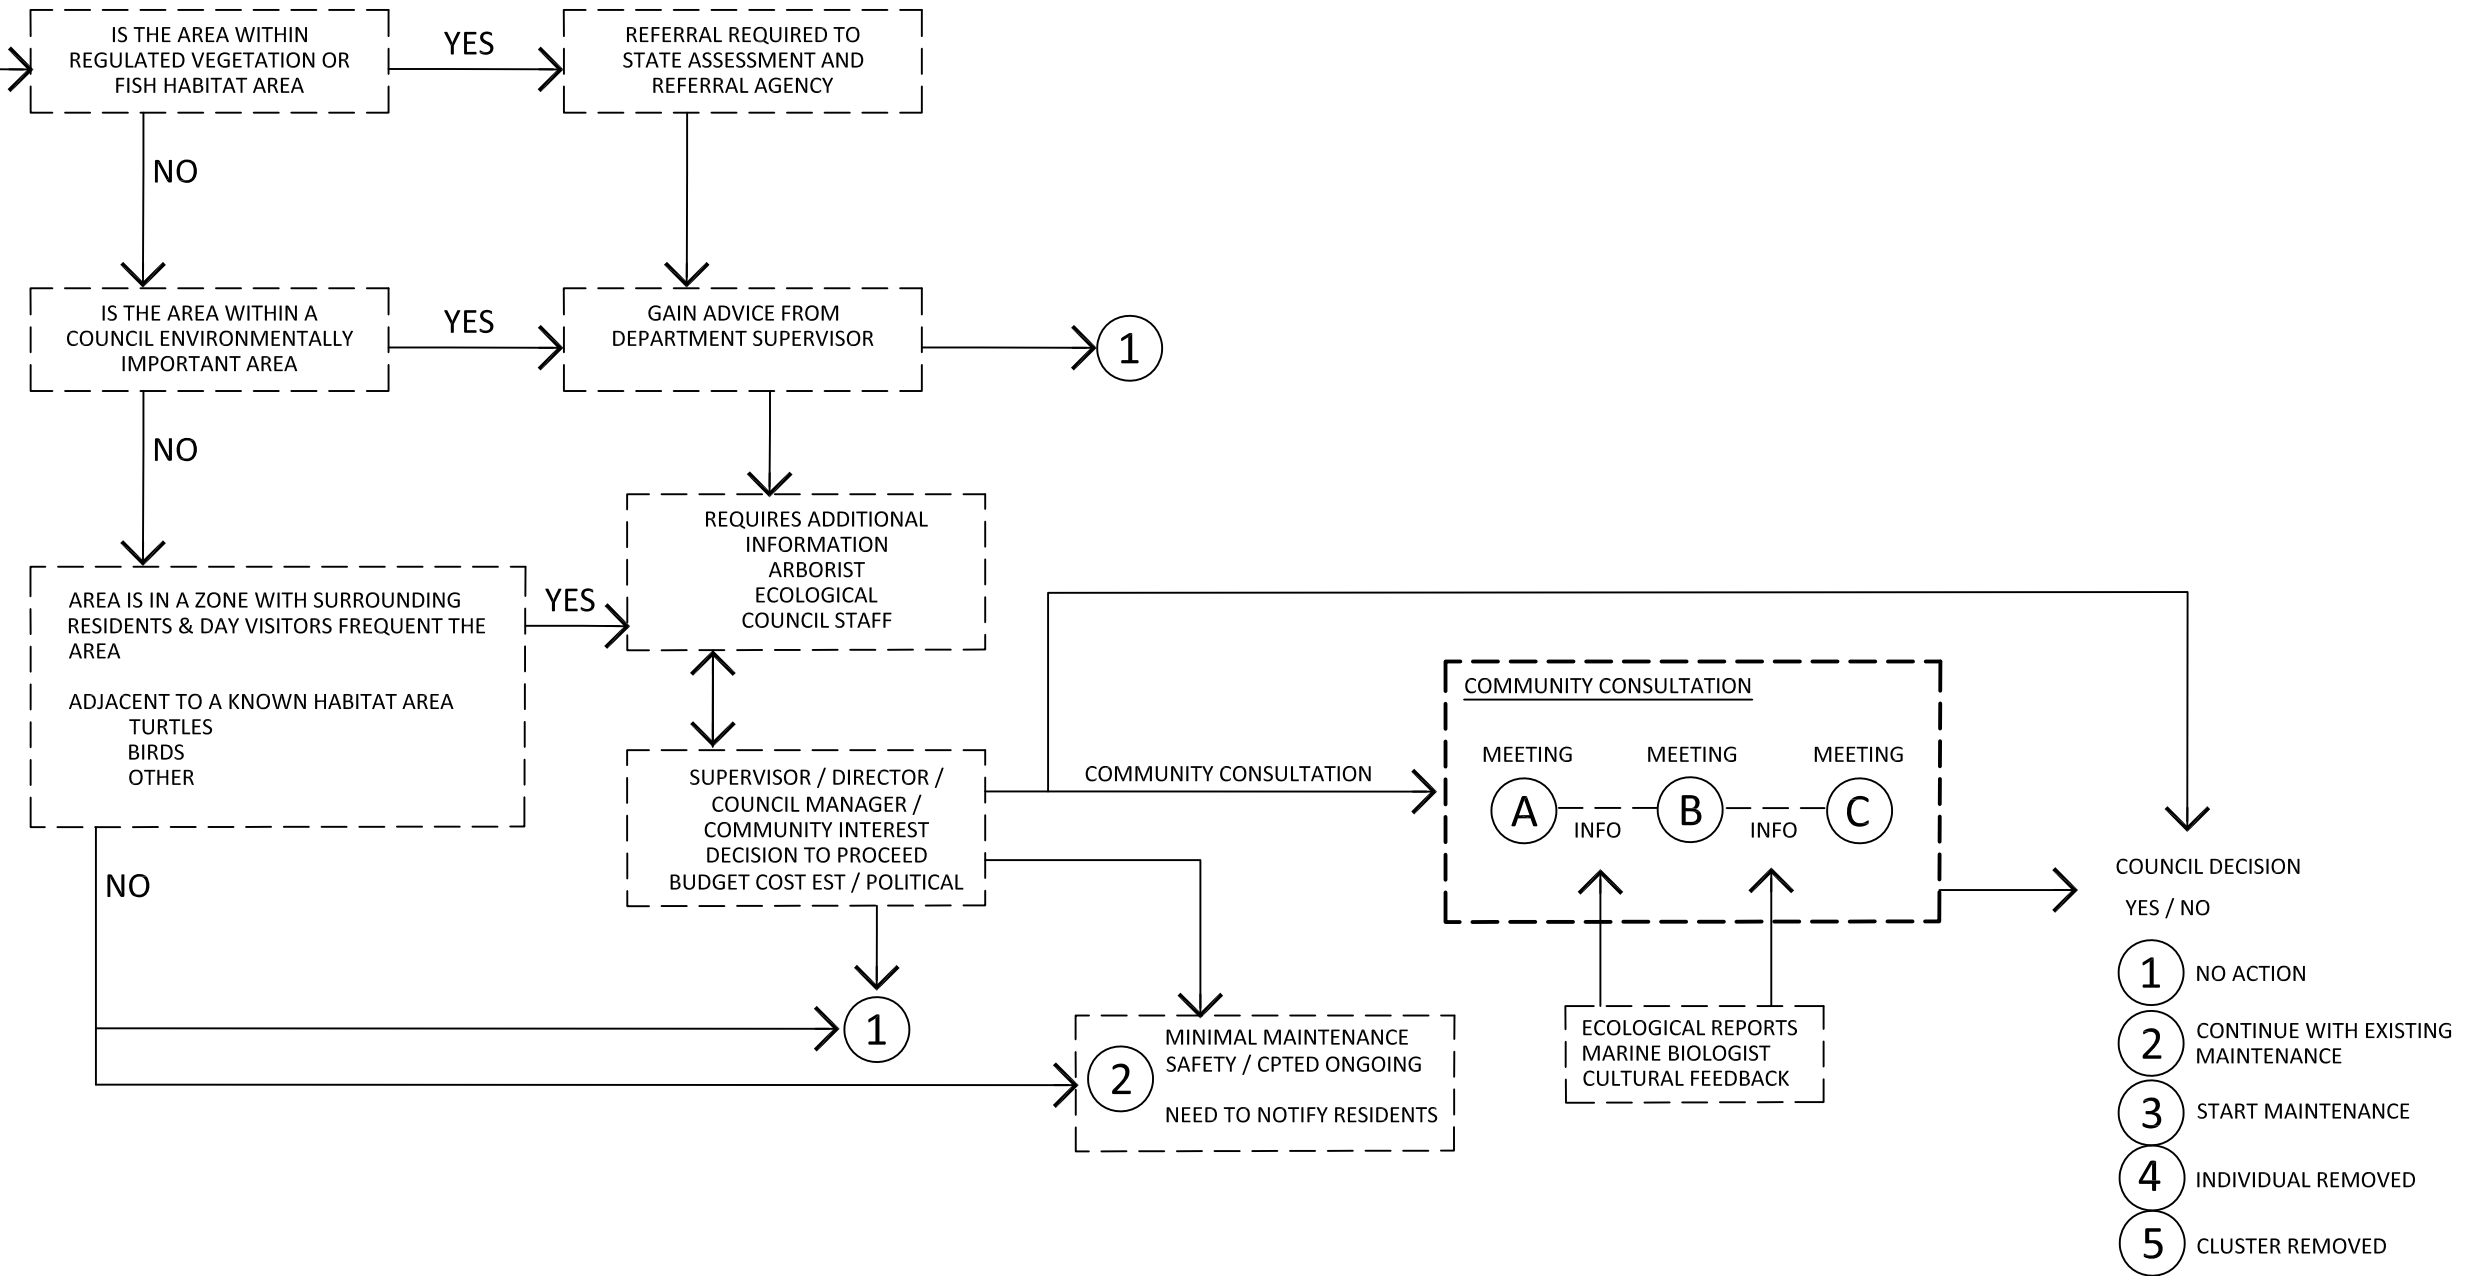 IS THE AREA WITHIN
REGULATED VEGETATION OR
FISH HABITAT AREA
YES
REFERRAL REQUIRED TO
STATE ASSESSMENT AND
REFERRAL AGENCY
NO
IS THE AREA WITHIN A
COUNCIL ENVIRONMENTALLY
IMPORTANT AREA
YES
GAIN ADVICE FROM
DEPARTMENT SUPERVISOR
1
NO
REQUIRES ADDITIONAL
INFORMATION
ARBORIST
ECOLOGICAL
COUNCIL STAFF
AREA IS IN A ZONE WITH SURROUNDING
RESIDENTS & DAY VISITORS FREQUENT THE
AREA
ADJACENT TO A KNOWN HABITAT AREA
TURTLES
BIRDS
OTHER
YES
NO
SUPERVISOR / DIRECTOR /
COUNCIL MANAGER /
COMMUNITY INTEREST
DECISION TO PROCEED
BUDGET COST EST / POLITICAL
COMMUNITY CONSULTATION
COMMUNITY CONSULTATION
MEETING
MEETING
MEETING
A
B
C
INFO
INFO
1
2
MINIMAL MAINTENANCE
SAFETY / CPTED ONGOING
NEED TO NOTIFY RESIDENTS
ECOLOGICAL REPORTS
MARINE BIOLOGIST
CULTURAL FEEDBACK
COUNCIL DECISION
YES / NO
1 NO ACTION
2 CONTINUE WITH EXISTING
MAINTENANCE
3 START MAINTENANCE
4 INDIVIDUAL REMOVED
5 CLUSTER REMOVED